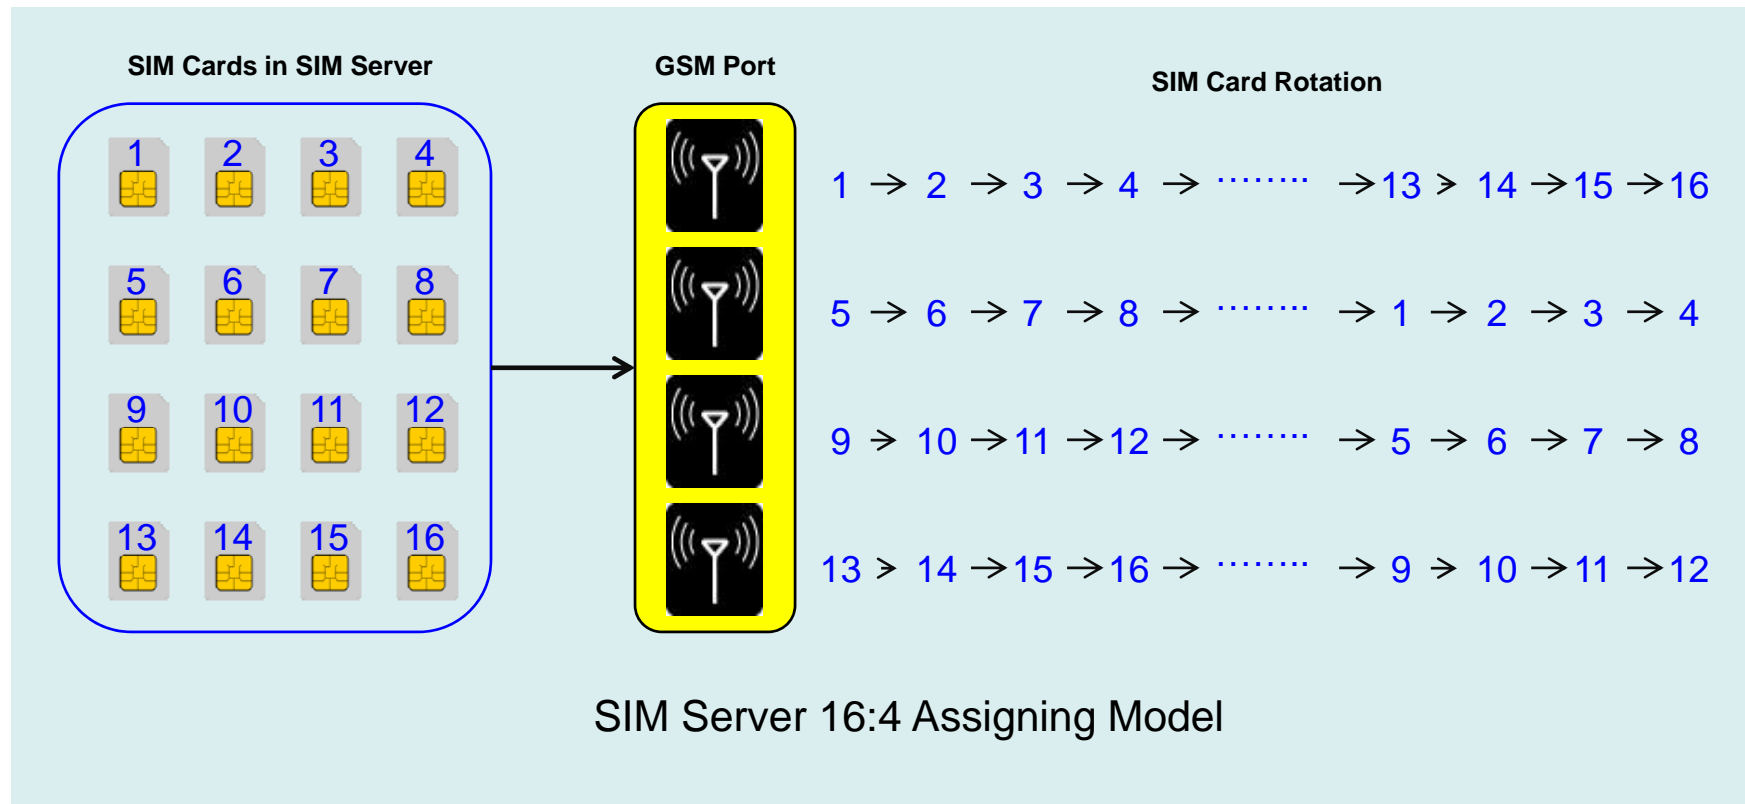 SIM Cards in SIM Server
GSM Port
SIM Card Rotation
1 2 3 4
5 6 7 8
9 10 11 12
13 14 15 16
1 → 2 → 3 → 4 → ........ → 13 → 14 → 15 → 16
5 → 6 → 7 → 8 → ........ → 1 → 2 → 3 → 4
9 → 10 → 11 → 12 → ........ → 5 → 6 → 7 → 8
13 → 14 → 15 → 16 → ........ → 9 → 10 → 11 → 12
SIM Server 16:4 Assigning Model